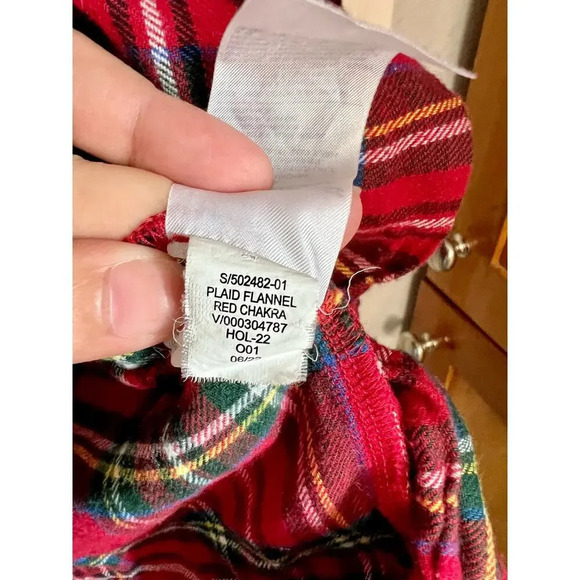 S/502482-01
PLAID FLANNEL
RED CHAKRA
V/000304787
HOL-22
O01